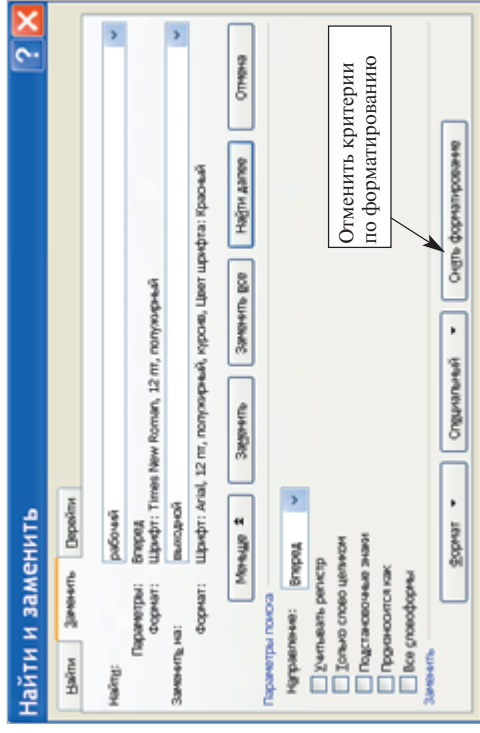 Найти и заменить
Найти Заменить Перейти
Найти: рабочий
Параметры: Вперед
Формат: Шрифт: Times New Roman, 12 пт, полужирный
Заменить на: выходной
Формат: Шрифт: Arial, 12 пт, полужирный, курсив, Цвет шрифта: Красный
Меньше Заменить Заменить все Найти далее Отмена
Параметры поиска
Направление: Вперед
Учитывать регистр
Только слово целиком
Подстановочные знаки
Произносится как
Все словоформы
Отменить критерии
по форматированию
Заменить
Формат Специальный Снять форматирование